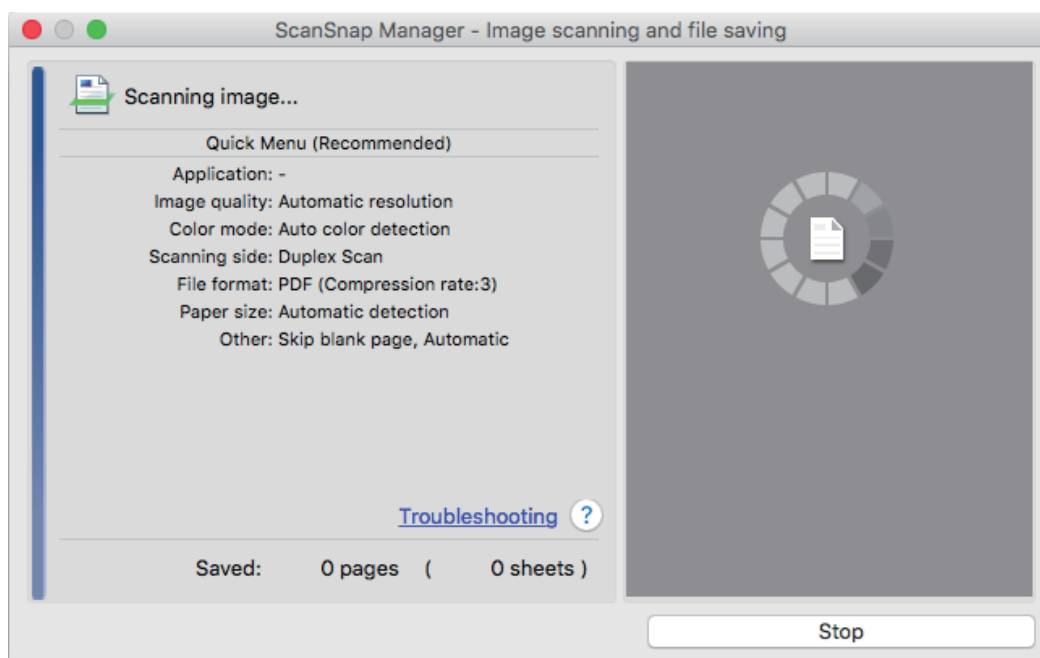 ScanSnap Manager - Image scanning and file saving
Scanning image...
Quick Menu (Recommended)
Application: -
Image quality: Automatic resolution
Color mode: Auto color detection
Scanning side: Duplex Scan
File format: PDF (Compression rate:3)
Paper size: Automatic detection
Other: Skip blank page, Automatic
Troubleshooting ?
Saved: 0 pages ( 0 sheets )
Stop